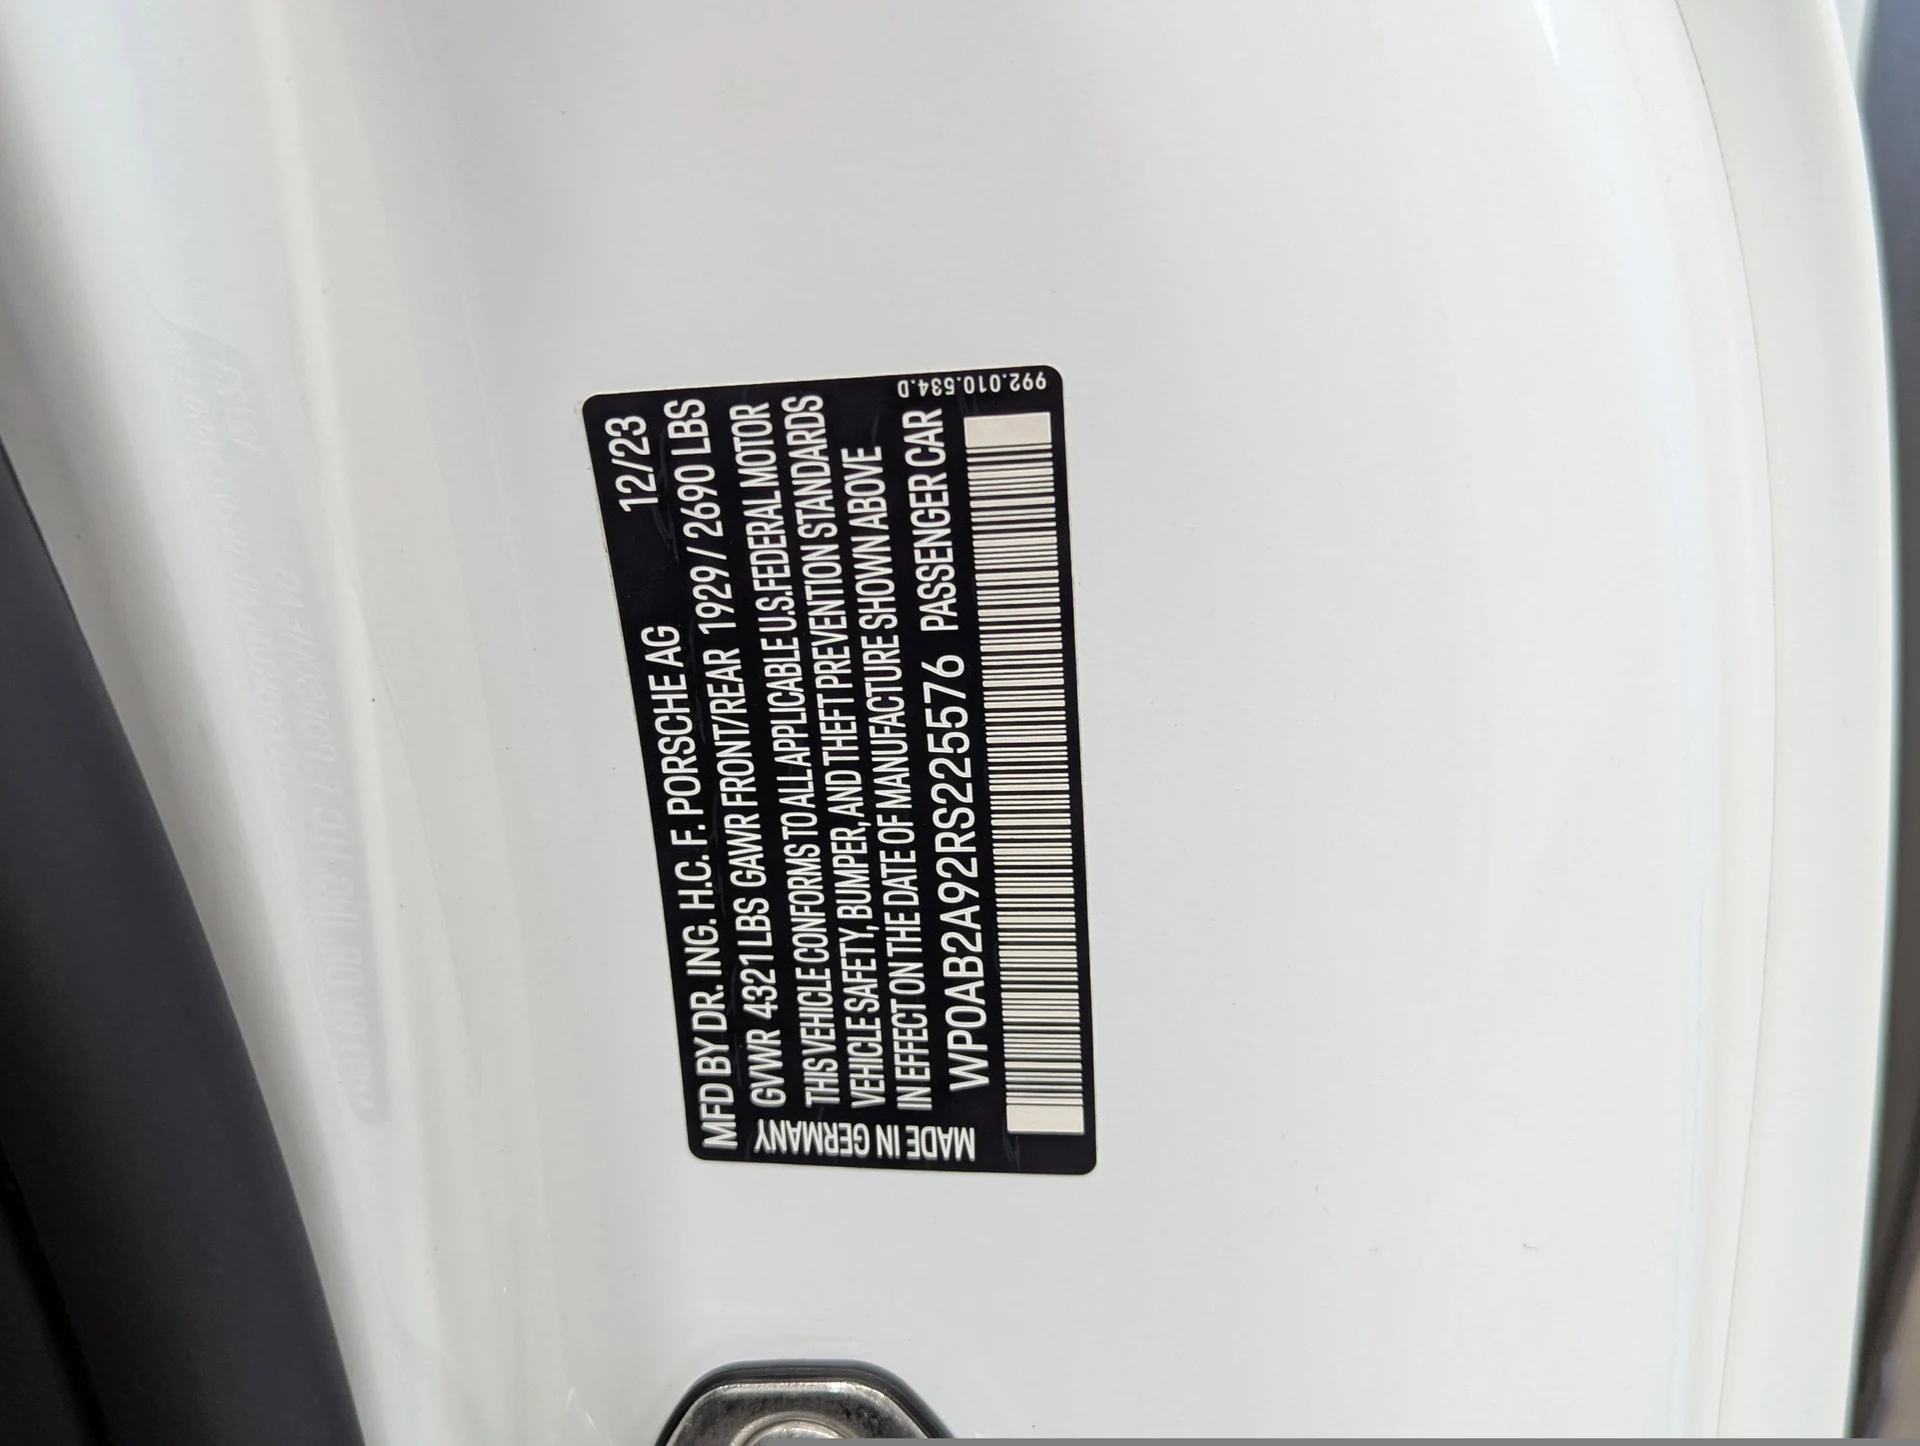 MFD BY DR. ING. H.C. F. PORSCHE AG 12/23
GVWR 4321 LBS GAWR FRONT/REAR 1929 / 2690 LBS
THIS VEHICLE CONFORMS TO ALL APPLICABLE U.S. FEDERAL MOTOR
VEHICLE SAFETY, BUMPER, AND THEFT PREVENTION STANDARDS
IN EFFECT ON THE DATE OF MANUFACTURE SHOWN ABOVE
WP0AB2A92RS225576 PASSENGER CAR
MADE IN GERMANY
992.010.534.D